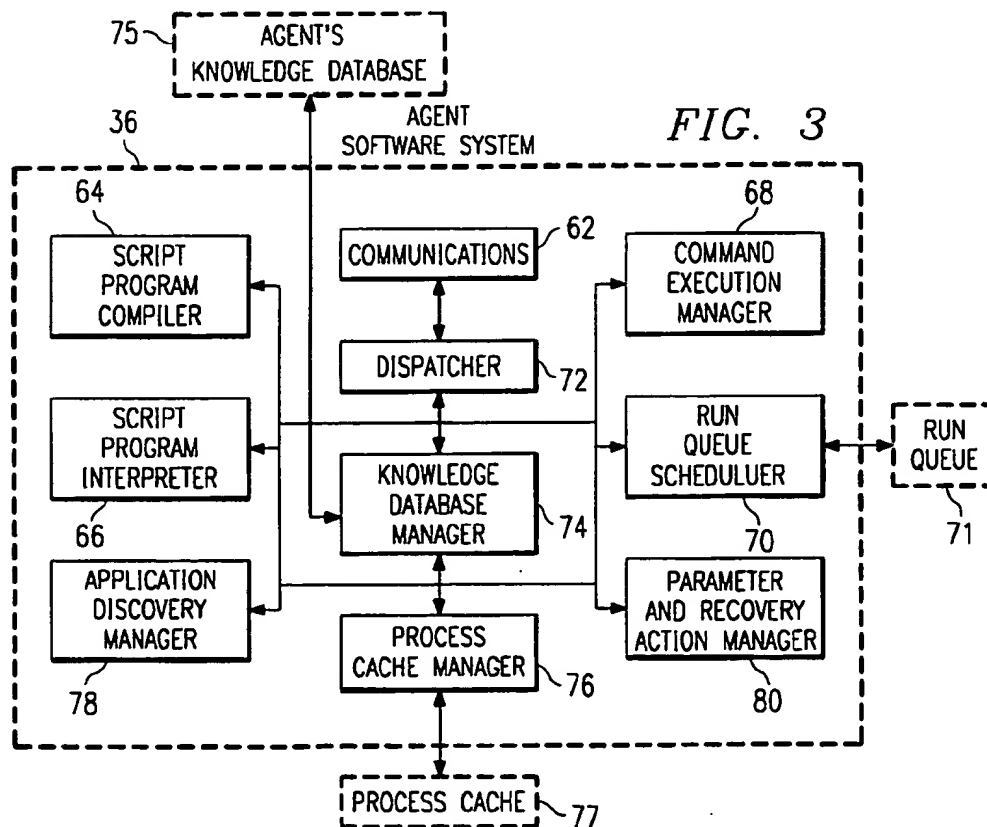 75
AGENT'S
KNOWLEDGE DATABASE
AGENT
SOFTWARE SYSTEM
FIG. 3
36
64
SCRIPT
PROGRAM
COMPILER
62
COMMUNICATIONS
68
COMMAND
EXECUTION
MANAGER
DISPATCHER
72
SCRIPT
PROGRAM
INTERPRETER
66
KNOWLEDGE
DATABASE
MANAGER
74
RUN
QUEUE
SCHEDULUER
70
RUN
QUEUE
71
APPLICATION
DISCOVERY
MANAGER
78
PROCESS
CACHE MANAGER
76
PARAMETER
AND RECOVERY
ACTION MANAGER
80
PROCESS CACHE
77